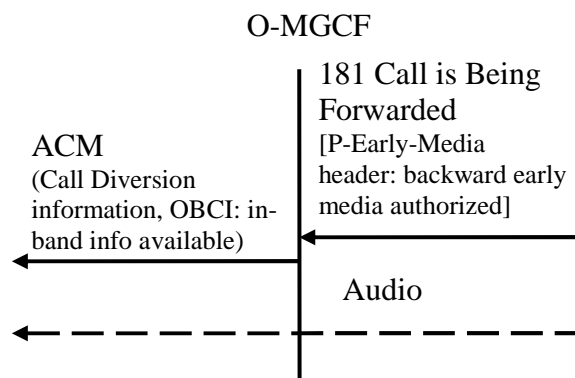 O-MGCF
181 Call is Being
Forwarded
[P-Early-Media
header: backward early
media authorized]
ACM
(Call Diversion
information, OBCI: in-
band info available)
Audio